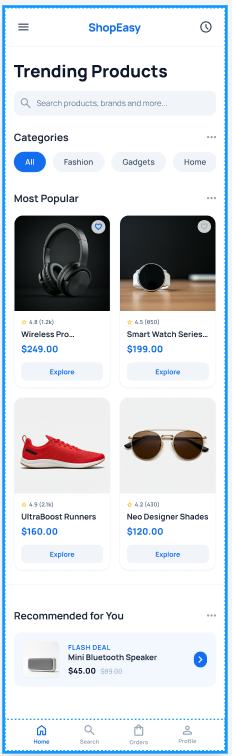 ShopEasy
Trending Products
Search products, brands and more...
Categories
All Fashion Gadgets Home
Most Popular
4.8 (1.2k)
Wireless Pro...
$249.00
Explore
4.5 (850)
Smart Watch Series...
$199.00
Explore
4.9 (2.1k)
UltraBoost Runners
$160.00
Explore
4.2 (430)
Neo Designer Shades
$120.00
Explore
Recommended for You
FLASH DEAL
Mini Bluetooth Speaker
$45.00 $89.00
Home Search Orders Profile